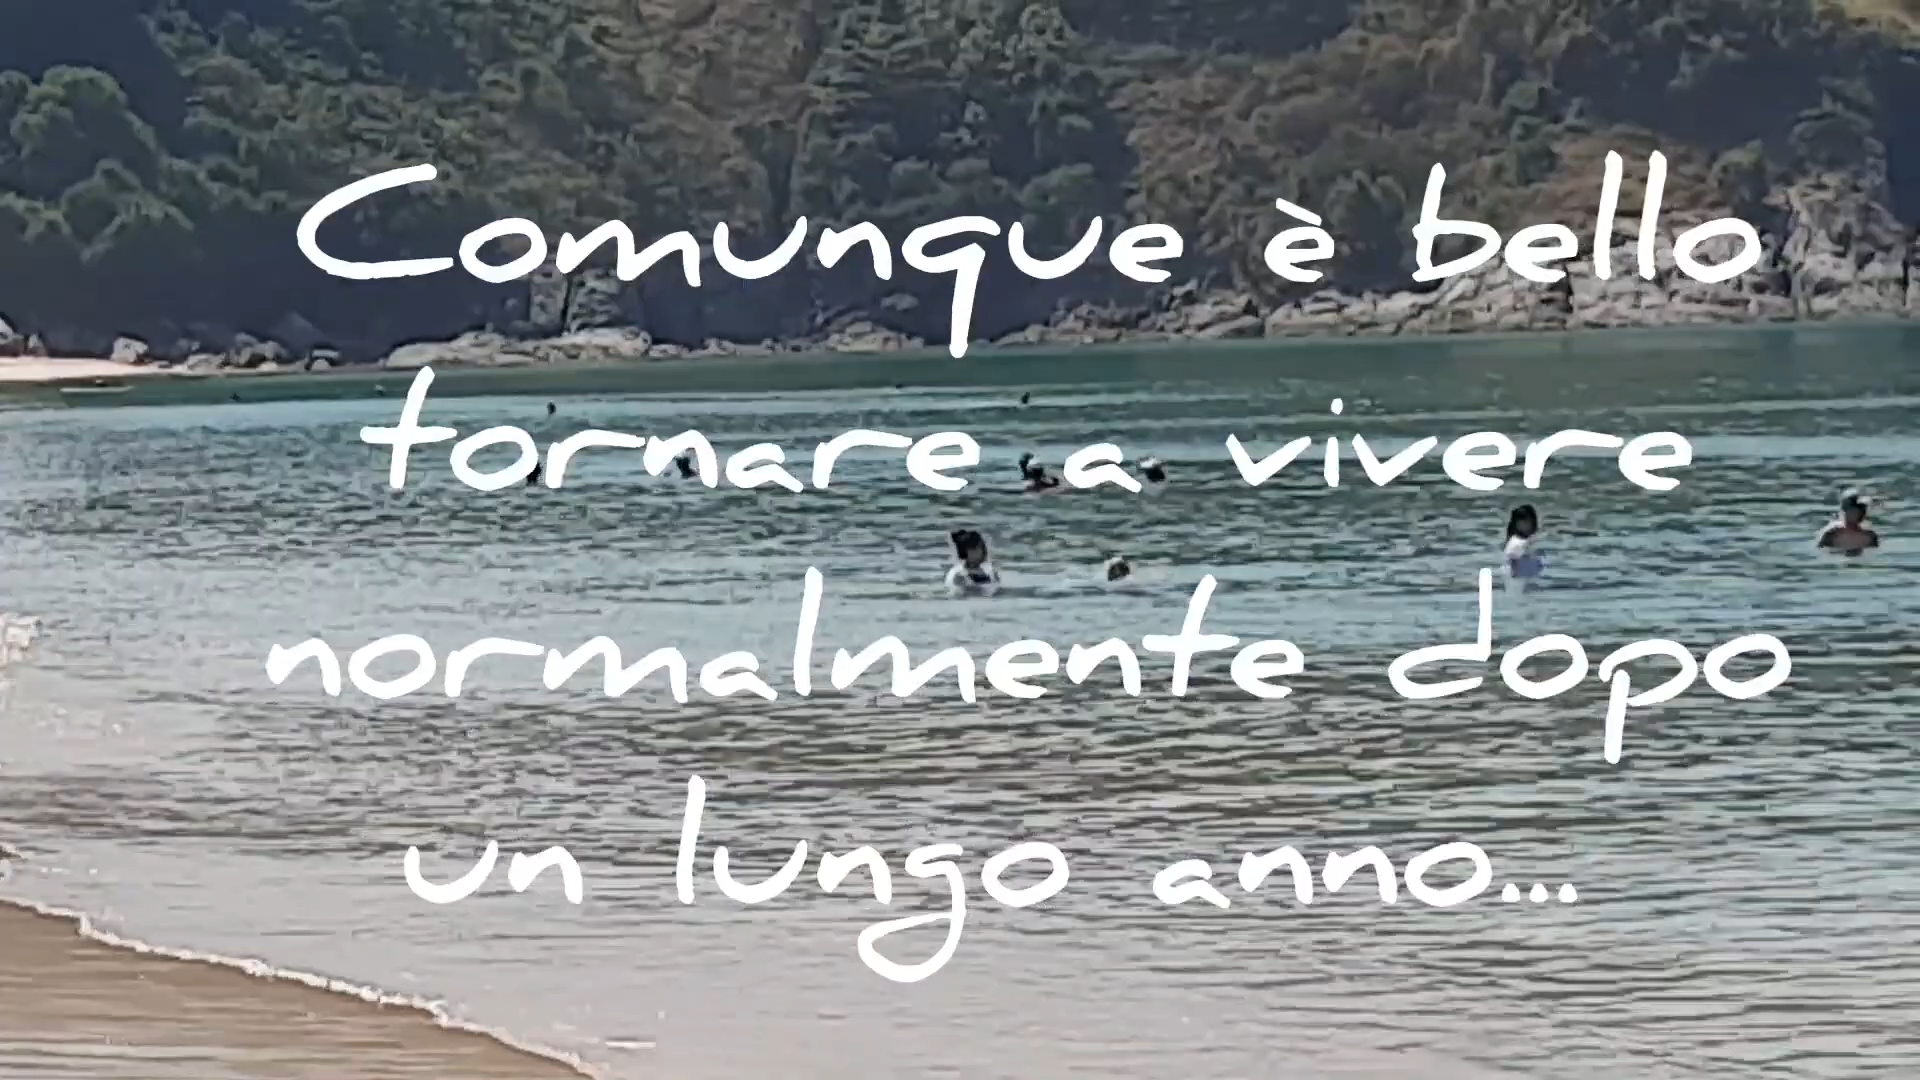 Comunque è bello
tornare a vivere
normalmente dopo
un lungo anno...